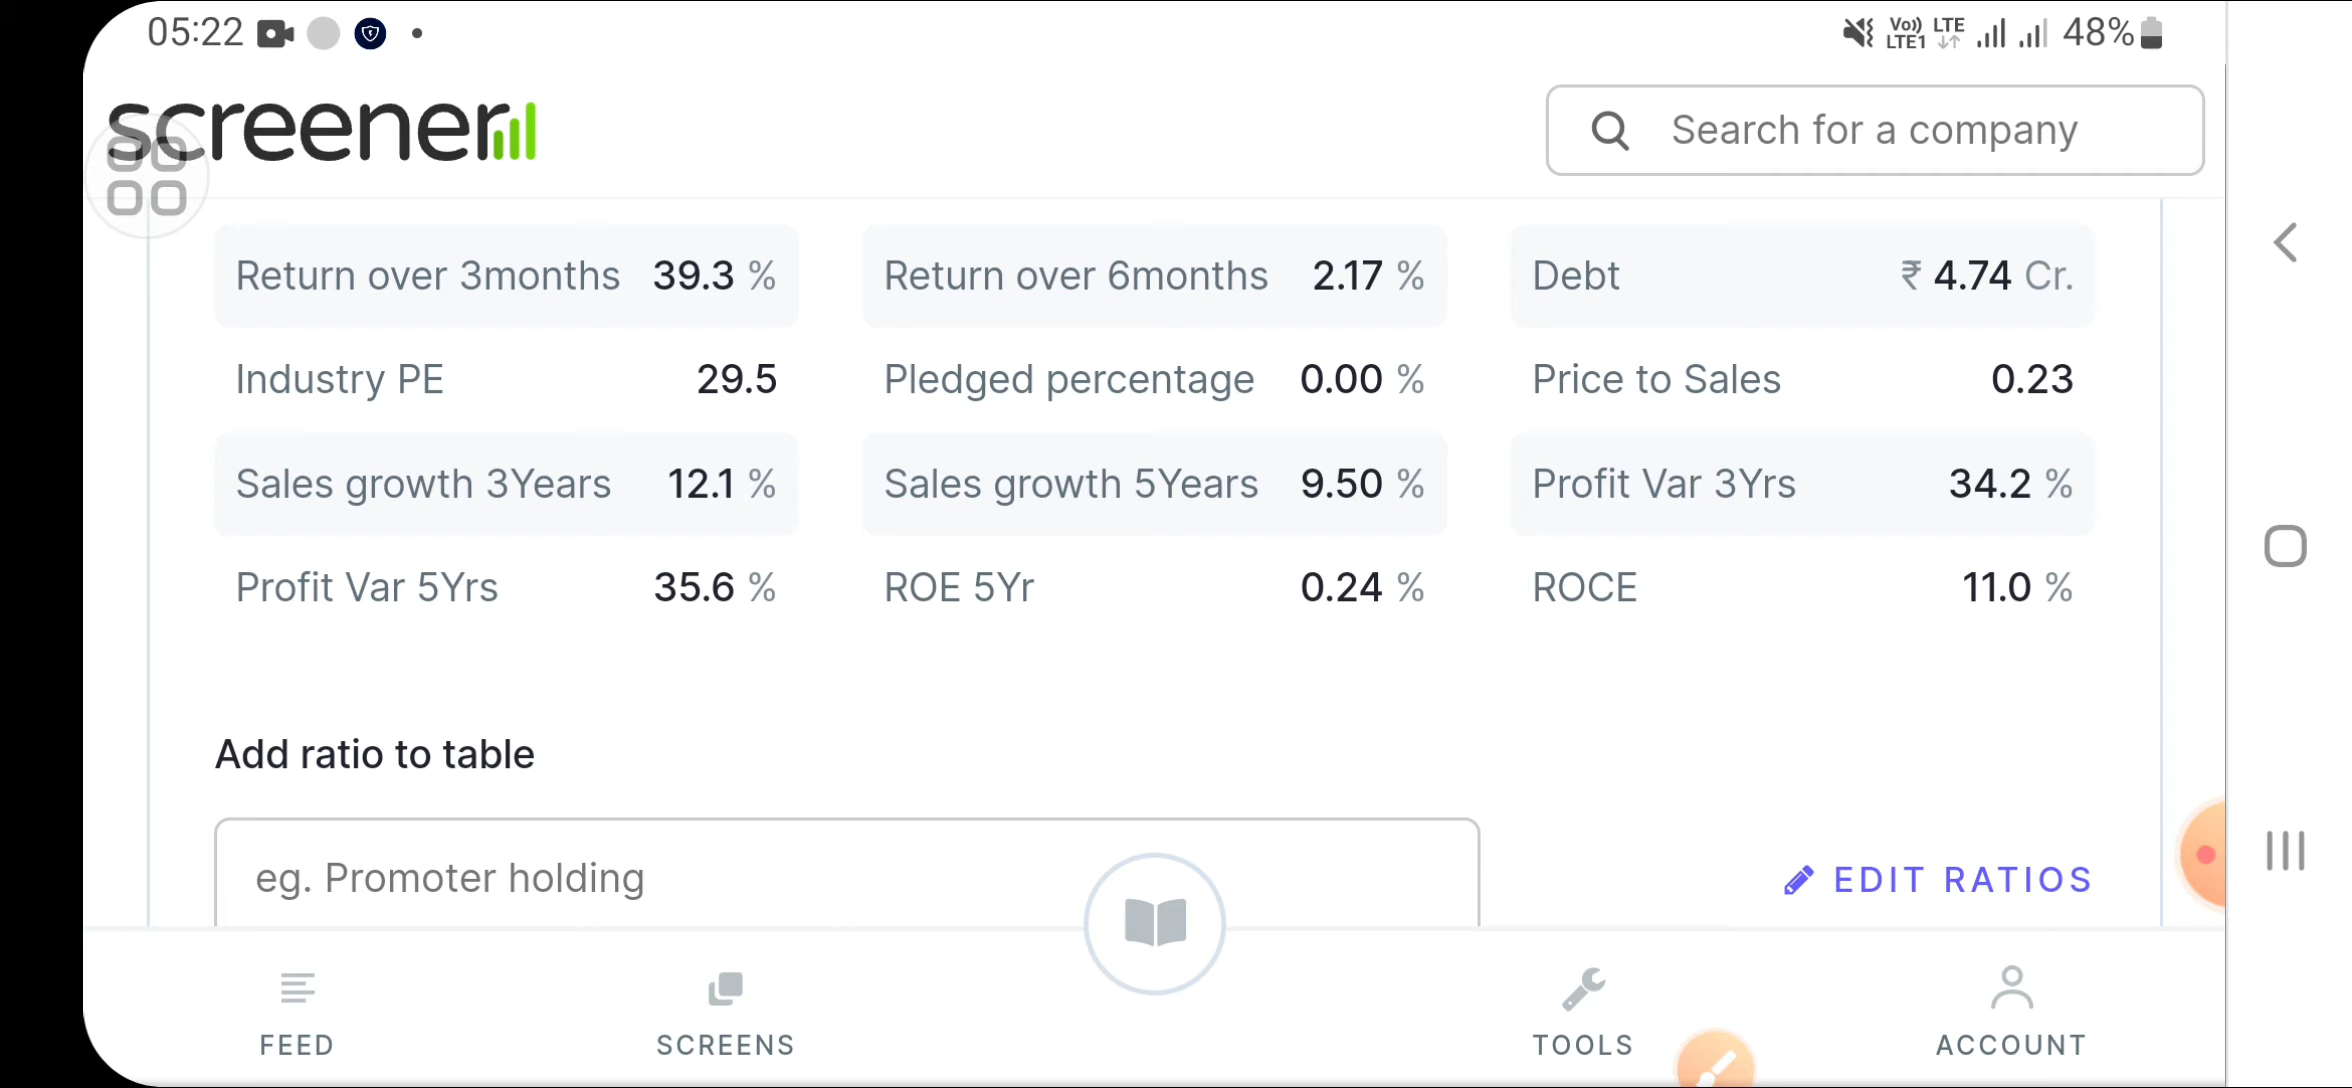 05:22
Vo)) LTE
LTE1
48%
screener
Search for a company
Return over 3months 39.3 %
Return over 6months 2.17 %
Debt ₹ 4.74 Cr.
Industry PE 29.5
Pledged percentage 0.00 %
Price to Sales 0.23
Sales growth 3Years 12.1 %
Sales growth 5Years 9.50 %
Profit Var 3Yrs 34.2 %
Profit Var 5Yrs 35.6 %
ROE 5Yr 0.24 %
ROCE 11.0 %
Add ratio to table
eg. Promoter holding
EDIT RATIOS
FEED
SCREENS
TOOLS
ACCOUNT